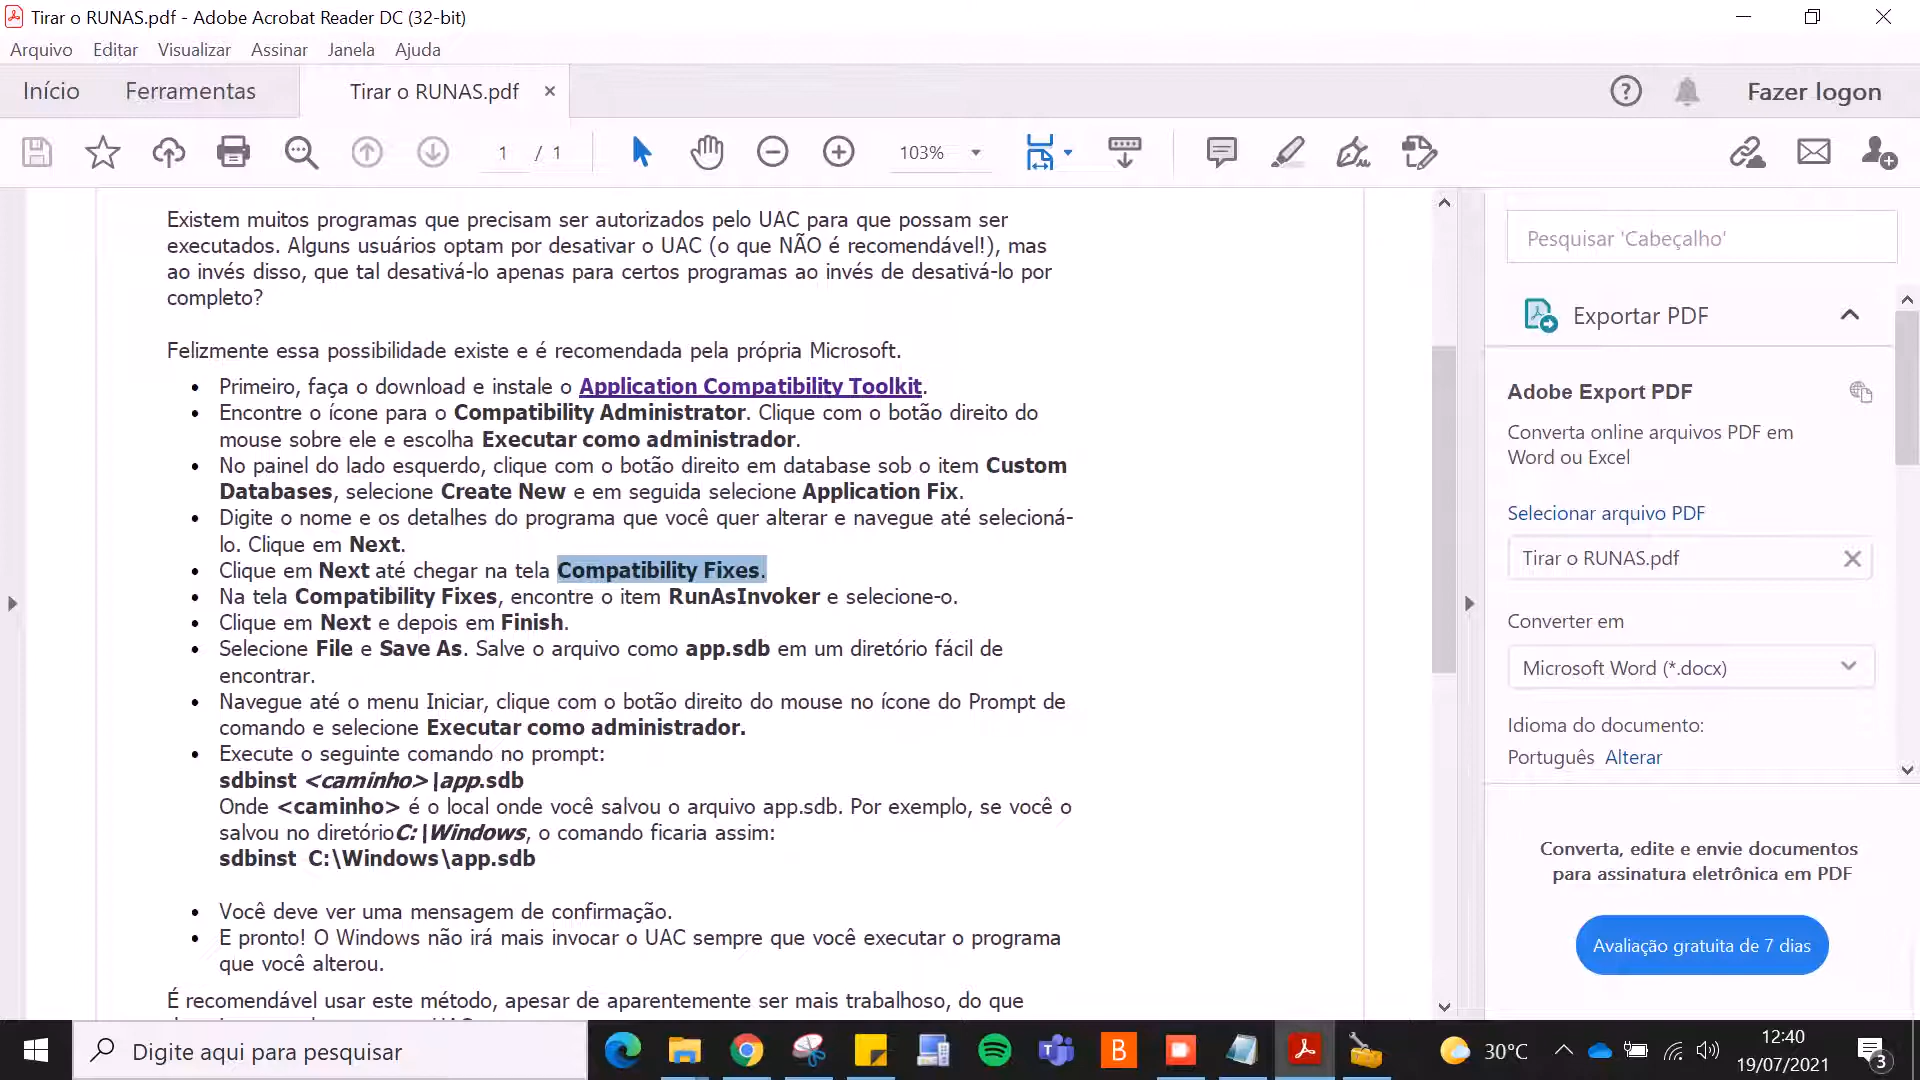 Tirar o RUNAS.pdf - Adobe Acrobat Reader DC (32-bit)
Arquivo Editar Visualizar Assinar Janela Ajuda
Início Ferramentas Tirar o RUNAS.pdf Fazer logon
1 / 1 103%
Existem muitos programas que precisam ser autorizados pelo UAC para que possam ser
executados. Alguns usuários optam por desativar o UAC (o que NÃO é recomendável!), mas
ao invés disso, que tal desativá-lo apenas para certos programas ao invés de desativá-lo por
completo?
Felizmente essa possibilidade existe e é recomendada pela própria Microsoft.
• Primeiro, faça o download e instale o Application Compatibility Toolkit.
• Encontre o ícone para o Compatibility Administrator. Clique com o botão direito do
mouse sobre ele e escolha Executar como administrador.
• No painel do lado esquerdo, clique com o botão direito em database sob o item Custom
Databases, selecione Create New e em seguida selecione Application Fix.
• Digite o nome e os detalhes do programa que você quer alterar e navegue até selecioná-
lo. Clique em Next.
• Clique em Next até chegar na tela Compatibility Fixes.
• Na tela Compatibility Fixes, encontre o item RunAsInvoker e selecione-o.
• Clique em Next e depois em Finish.
• Selecione File e Save As. Salve o arquivo como app.sdb em um diretório fácil de
encontrar.
• Navegue até o menu Iniciar, clique com o botão direito do mouse no ícone do Prompt de
comando e selecione Executar como administrador.
• Execute o seguinte comando no prompt:
sdbinst <caminho>\app.sdb
Onde <caminho> é o local onde você salvou o arquivo app.sdb. Por exemplo, se você o
salvou no diretórioC:\Windows, o comando ficaria assim:
sdbinst C:\Windows\app.sdb
• Você deve ver uma mensagem de confirmação.
• E pronto! O Windows não irá mais invocar o UAC sempre que você executar o programa
que você alterou.
É recomendável usar este método, apesar de aparentemente ser mais trabalhoso, do que
Pesquisar 'Cabeçalho'
Exportar PDF
Adobe Export PDF
Converta online arquivos PDF em
Word ou Excel
Selecionar arquivo PDF
Tirar o RUNAS.pdf
Converter em
Microsoft Word (*.docx)
Idioma do documento:
Português Alterar
Converta, edite e envie documentos
para assinatura eletrônica em PDF
Avaliação gratuita de 7 dias
Digite aqui para pesquisar
30°C
12:40
19/07/2021
3